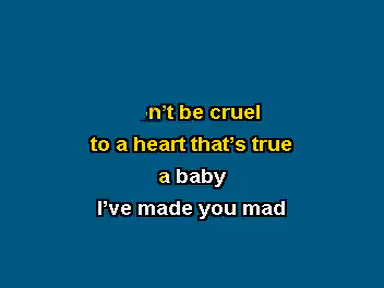 n’t be cruel
to a heart that’s true
a baby
I’ve made you mad